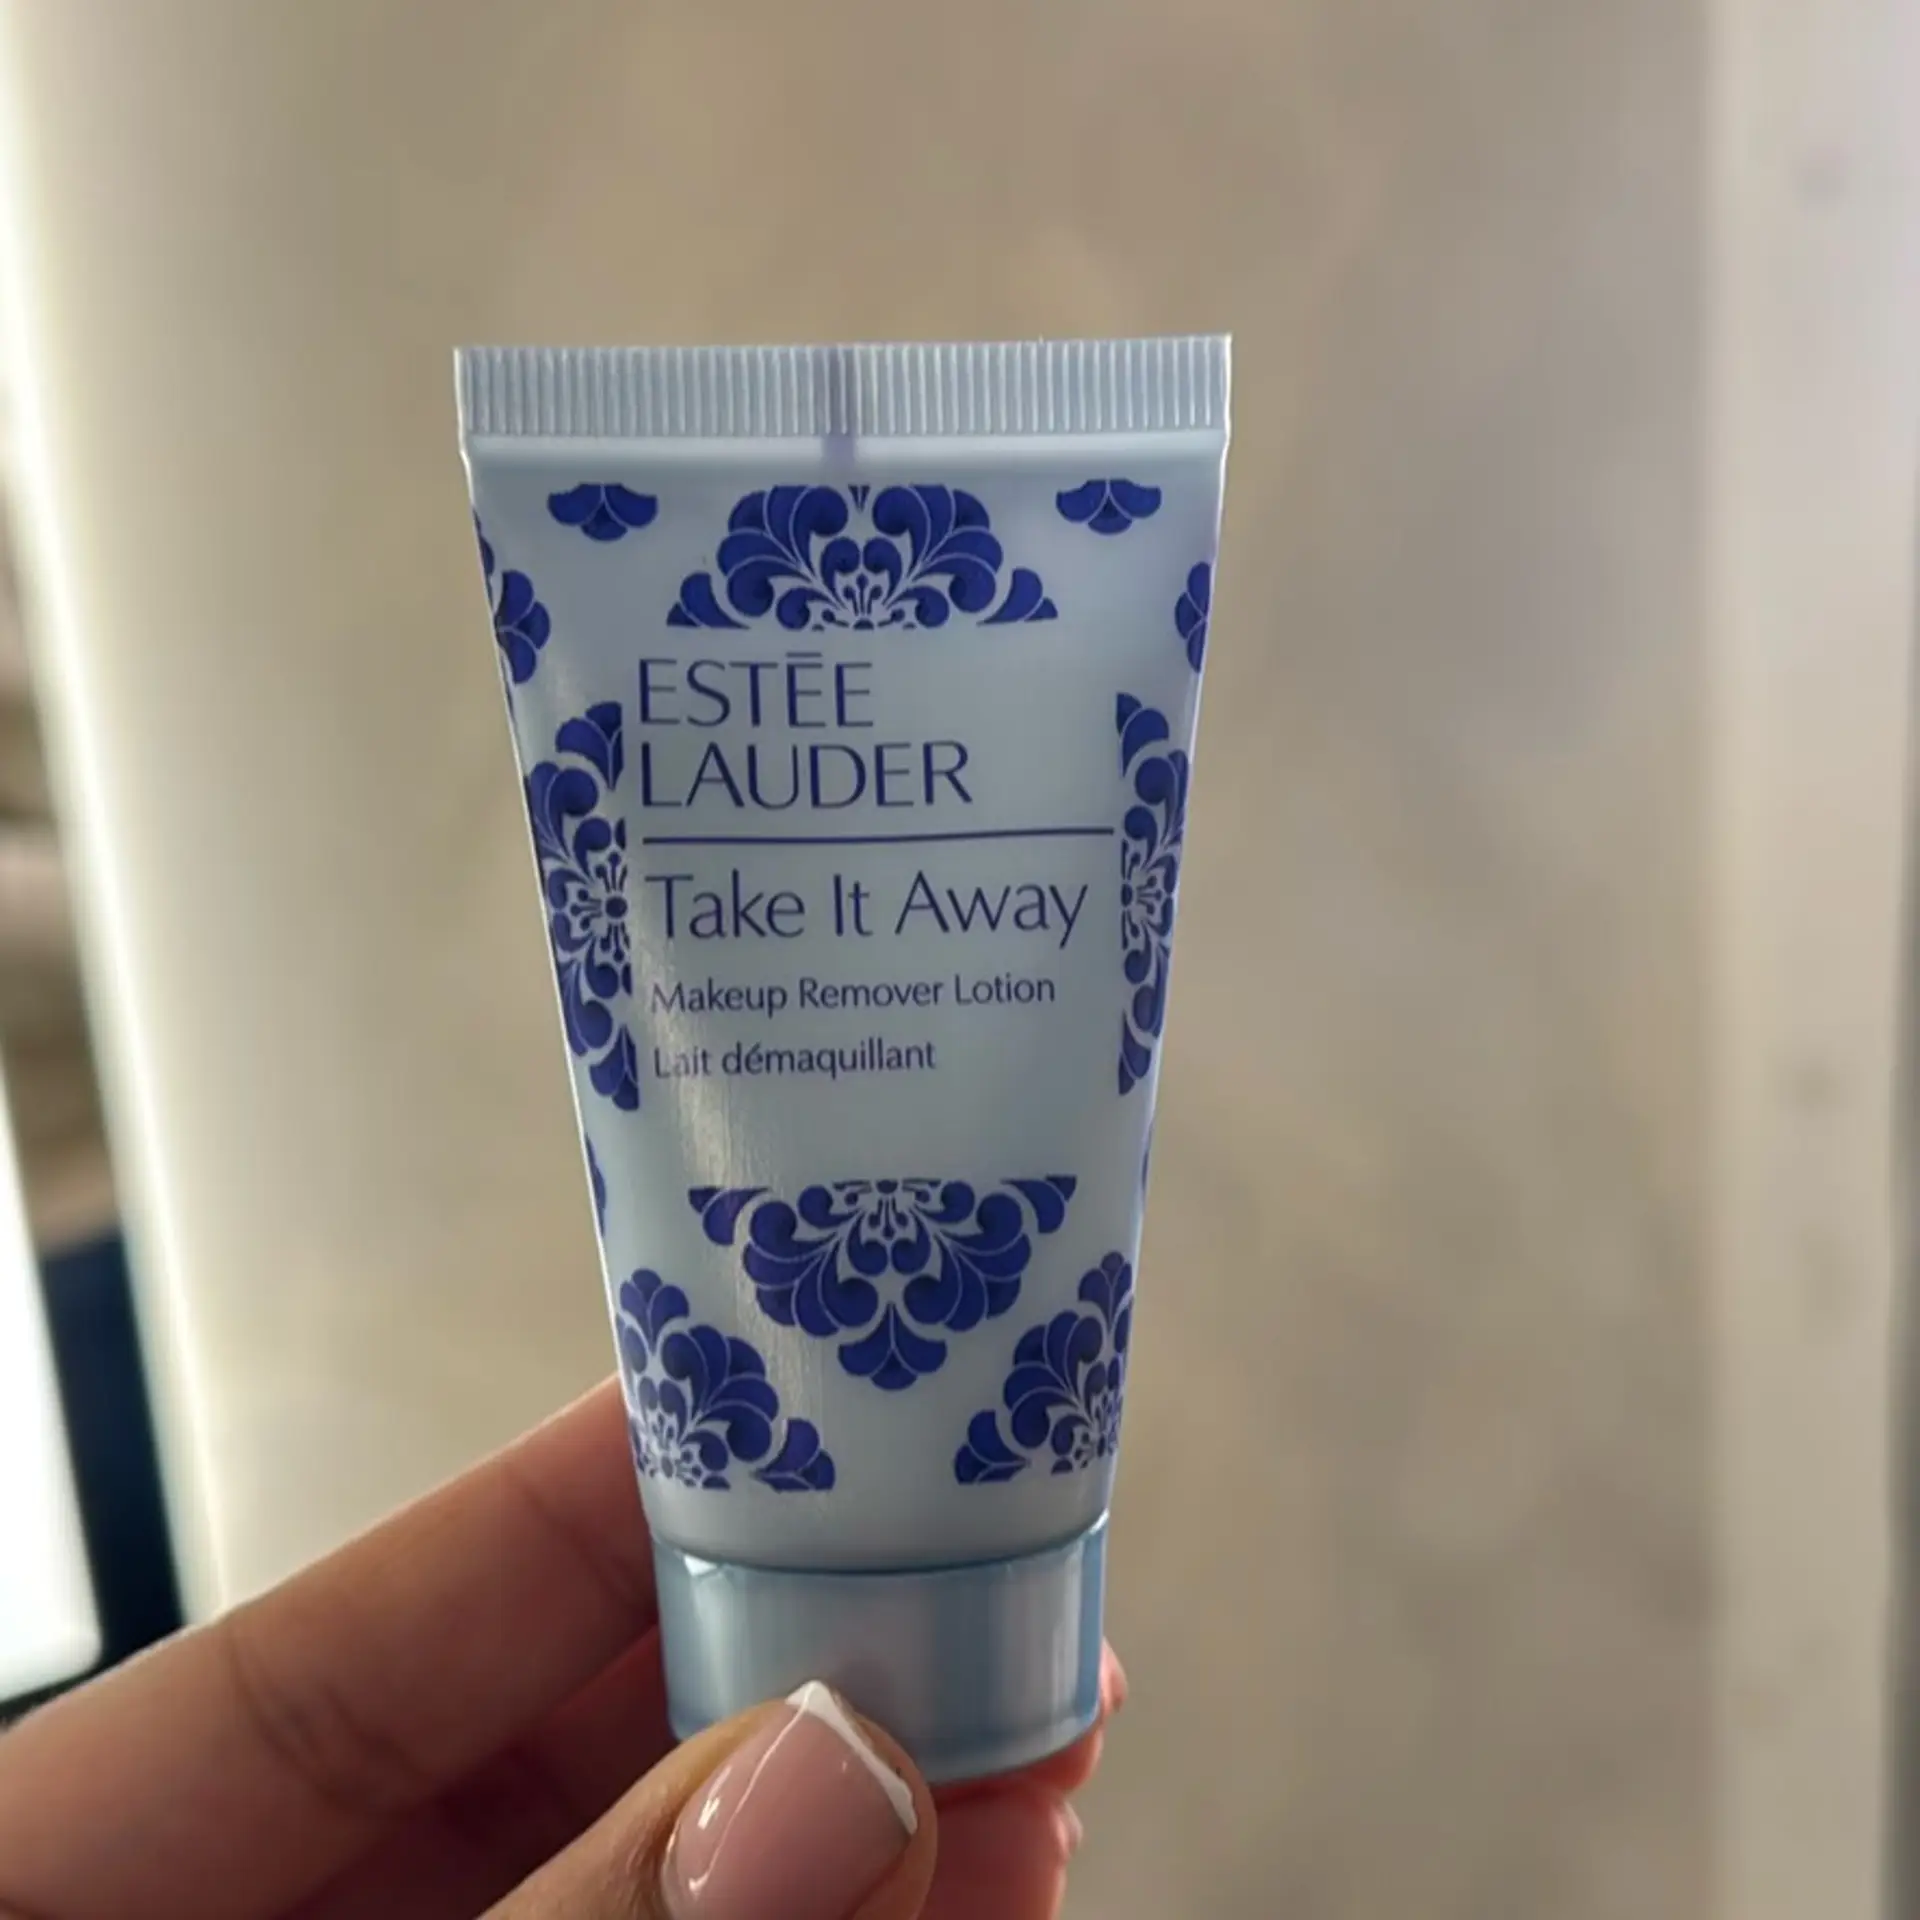 ESTĒE
LAUDER
Take It Away
Makeup Remover Lotion
Lait démaquillant